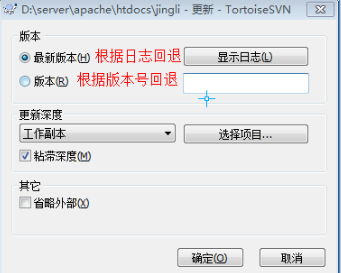 D:\server\apache\htdocs\jingli - 更新 - TortoiseSVN
版本
最新版本(H) 根据日志回退 显示日志(L)
版本(R) 根据版本号回退
更新深度
工作副本 选择项目...
粘带深度(M)
其它
省略外部(X)
确定(O) 取消